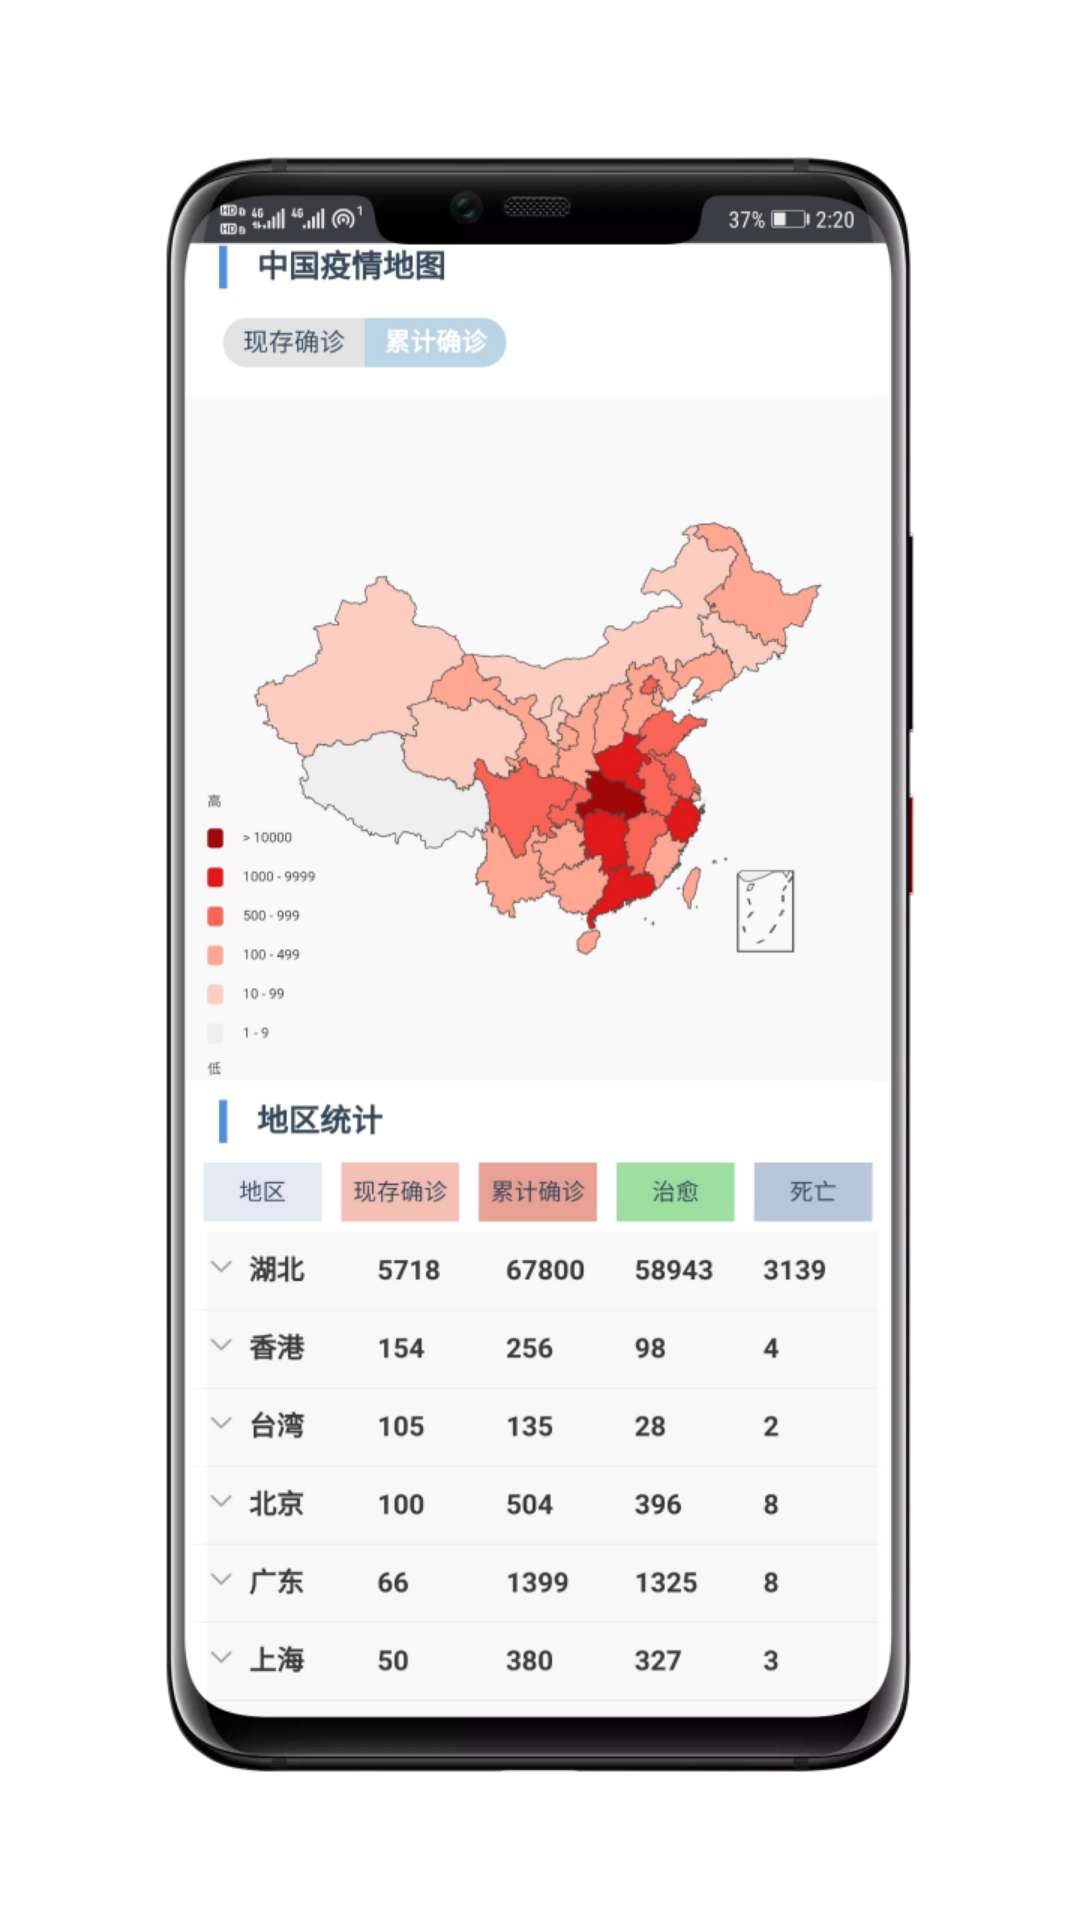 HD 4G 4G 1 37% 2:20
HD
中国疫情地图
现存确诊 累计确诊
高
> 10000
1000 - 9999
500 - 999
100 - 499
10 - 99
1 - 9
低
地区统计
地区 现存确诊 累计确诊 治愈 死亡
湖北 5718 67800 58943 3139
香港 154 256 98 4
台湾 105 135 28 2
北京 100 504 396 8
广东 66 1399 1325 8
上海 50 380 327 3